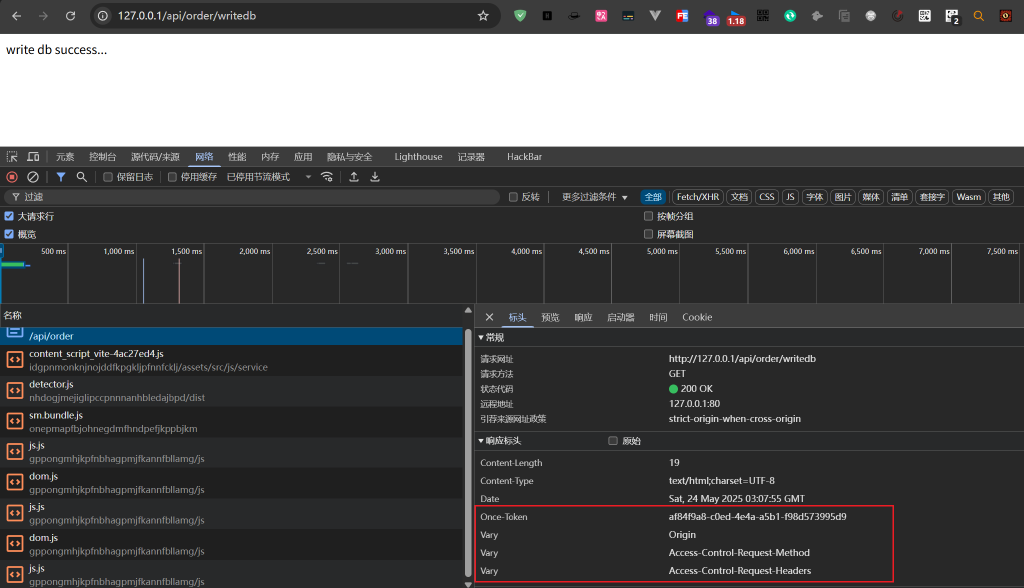 127.0.0.1/api/order/writedb
38
1.18
2
write db success...
元素 控制台 源代码/来源 网络 性能 内存 应用 隐私与安全 Lighthouse 记录器 HackBar
保留日志 停用缓存 已停用节流模式
过滤 反转 更多过滤条件 全部 Fetch/XHR 文档 CSS JS 字体 图片 媒体 清单 套接字 Wasm 其他
大请求行 按帧分组
概览 屏幕截图
500 ms 1,000 ms 1,500 ms 2,000 ms 2,500 ms 3,000 ms 3,500 ms 4,000 ms 4,500 ms 5,000 ms 5,500 ms 6,000 ms 6,500 ms 7,000 ms 7,500 ms
名称
/api/order
content_script_vite-4ac27ed4.js
idgpnmonknjnojddfkpgkljpfnnfcklj/assets/src/js/service
detector.js
nhdogjmejiglipccpnnnanhbledajbpd/dist
sm.bundle.js
onepmapfbjohnegdmfhndpefjkppbjkm
js.js
gppongmhjkpfnbhagpmjfkannfbllamg/js
dom.js
gppongmhjkpfnbhagpmjfkannfbllamg/js
js.js
gppongmhjkpfnbhagpmjfkannfbllamg/js
dom.js
gppongmhjkpfnbhagpmjfkannfbllamg/js
js.js
gppongmhjkpfnbhagpmjfkannfbllamg/js
标头 预览 响应 启动器 时间 Cookie
常规
请求网址 http://127.0.0.1/api/order/writedb
请求方法 GET
状态代码 200 OK
远程地址 127.0.0.1:80
引荐来源网址政策 strict-origin-when-cross-origin
响应标头 原始
Content-Length 19
Content-Type text/html;charset=UTF-8
Date Sat, 24 May 2025 03:07:55 GMT
Once-Token af84f9a8-c0ed-4e4a-a5b1-f98d573995d9
Vary Origin
Vary Access-Control-Request-Method
Vary Access-Control-Request-Headers